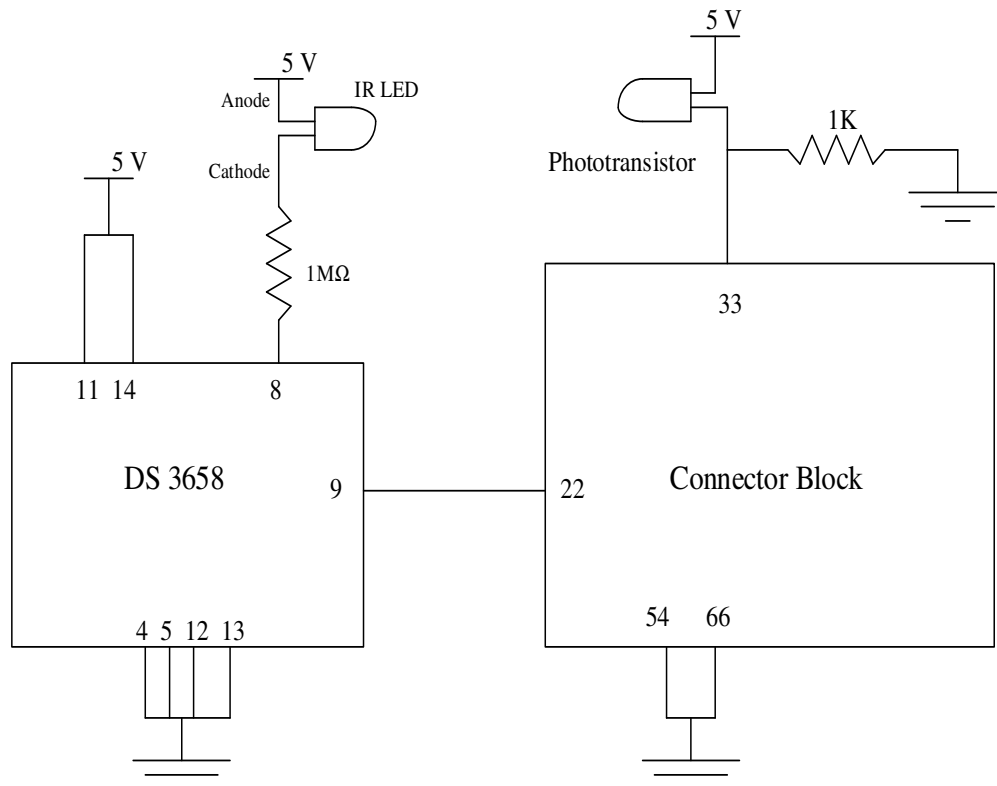 5 V
5 V
IR LED
Anode
1K
5 V
Phototransistor
Cathode
1MΩ
33
11 14
8
DS 3658
9
22
Connector Block
54
66
4 5 12 13